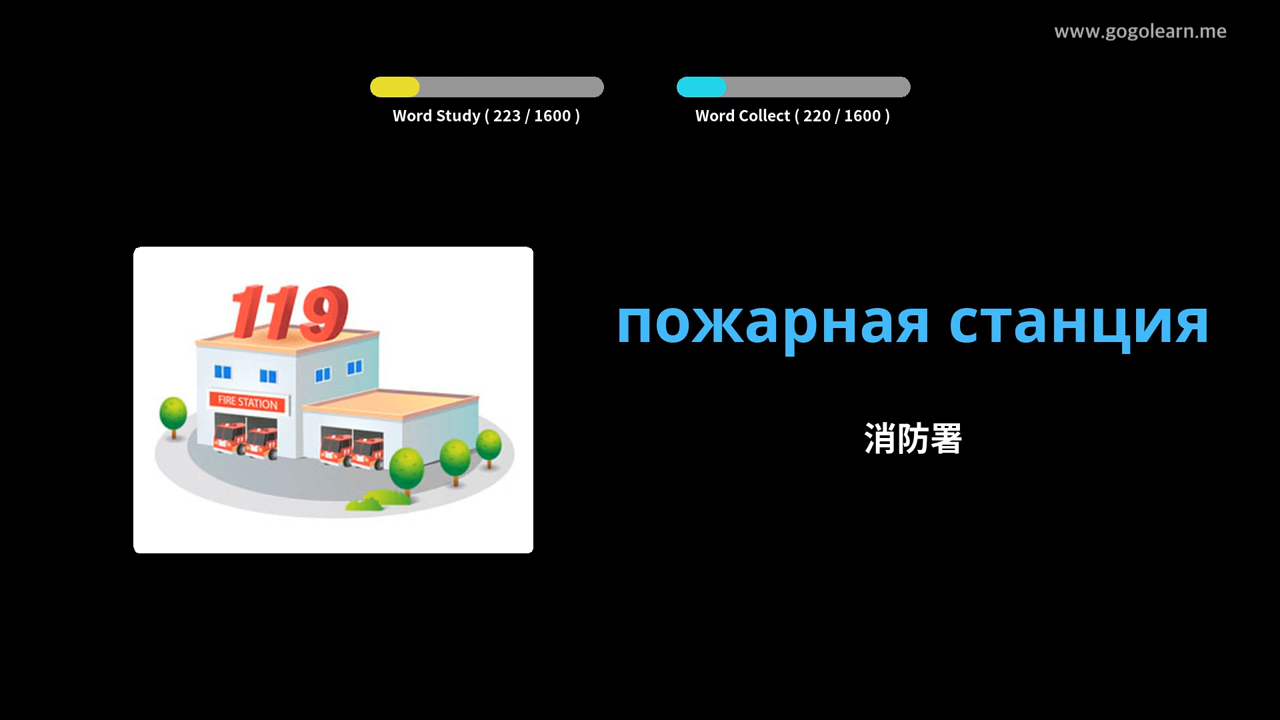 www.gogolearn.me
Word Study ( 223 / 1600 )
Word Collect ( 220 / 1600 )
119
FIRE STATION
пожарная станция
消防署